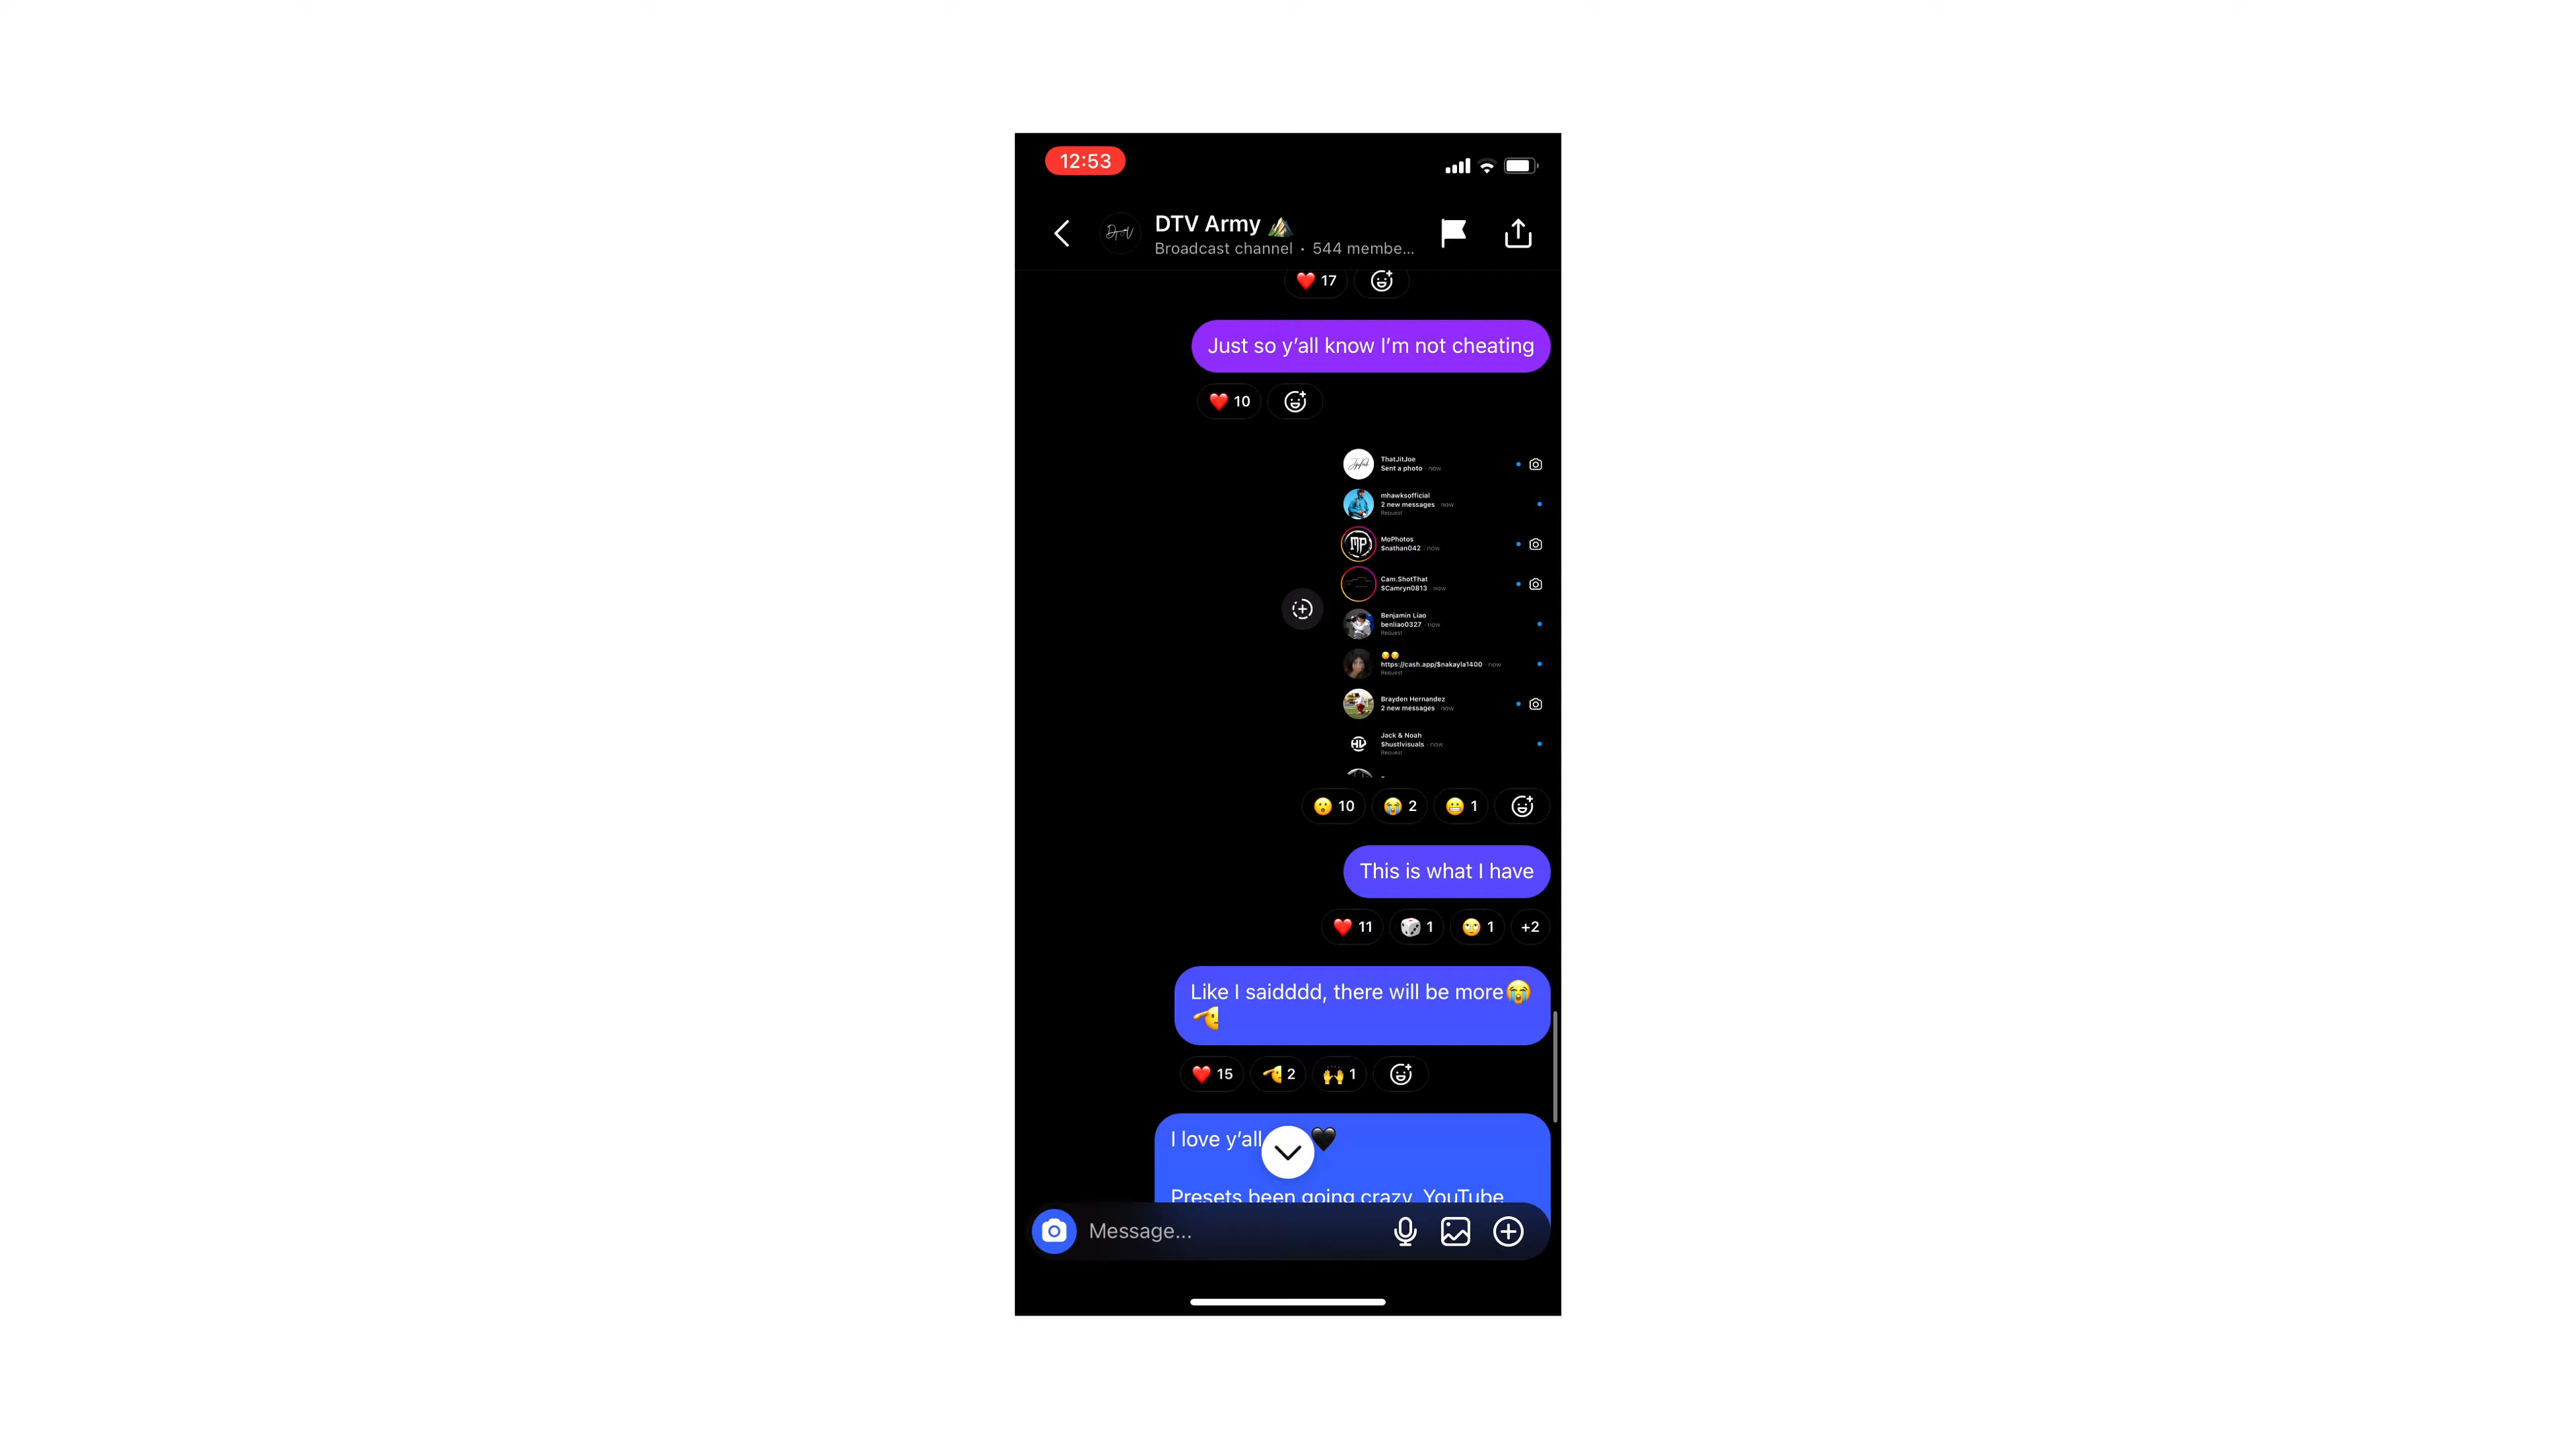 12:53
DTV Army ⛰️
Broadcast channel · 544 membe...
❤️ 17
Just so y'all know I'm not cheating
❤️ 10
ThatJitJoe
Sent a photo · now
mhawksofficial
2 new messages · now
Request
MoPhotos
$nathan042 · now
Cam.ShotThat
$Camryn0813 · now
Benjamin Liao
benliao0327 · now
Request
https://cash.app/$nakayla1400 · now
Request
Brayden Hernandez
2 new messages · now
Jack & Noah
$hustlvisuals · now
Request
😮 10 😭 2 😬 1
This is what I have
❤️ 11 🎲 1 🙄 1 +2
Like I saidddd, there will be more😭
🫡
❤️ 15 🫡 2 🙌 1
I love y'all 🖤
Presets been going crazy, YouTube
Message...